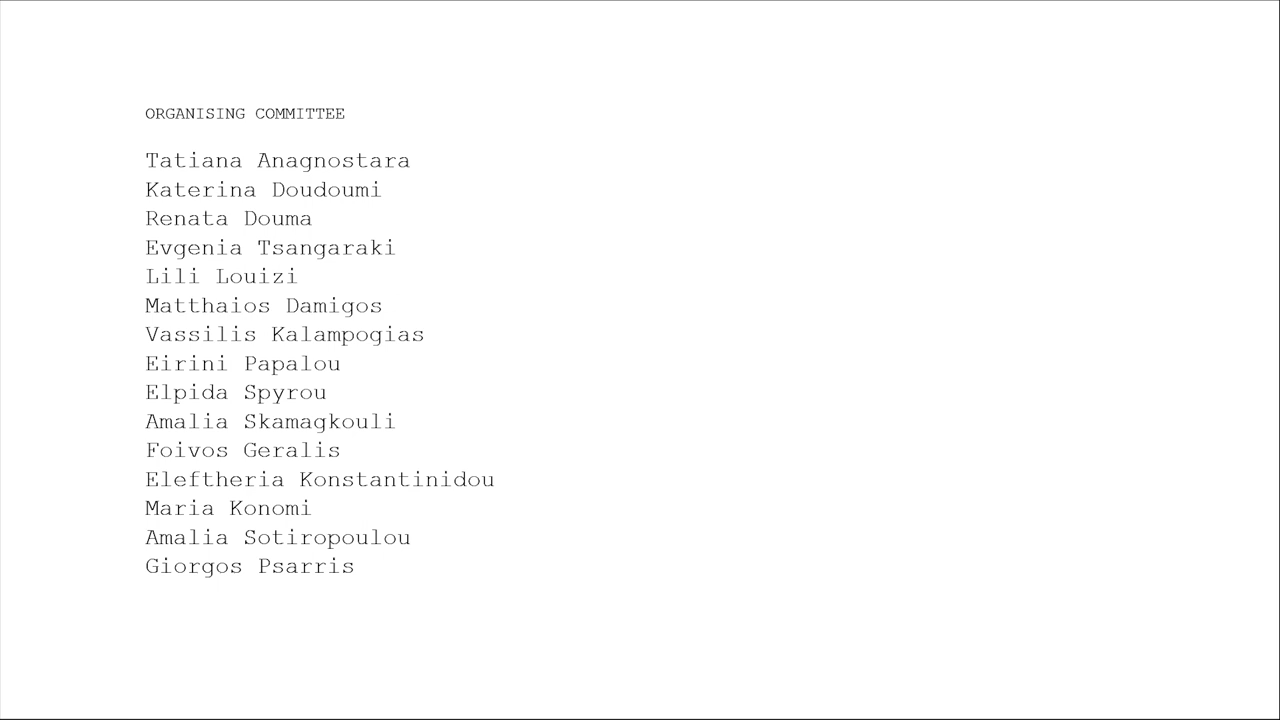 ORGANISING COMMITTEE
Tatiana Anagnostara
Katerina Doudoumi
Renata Douma
Evgenia Tsangaraki
Lili Louizi
Matthaios Damigos
Vassilis Kalampogias
Eirini Papalou
Elpida Spyrou
Amalia Skamagkouli
Foivos Geralis
Eleftheria Konstantinidou
Maria Konomi
Amalia Sotiropoulou
Giorgos Psarris